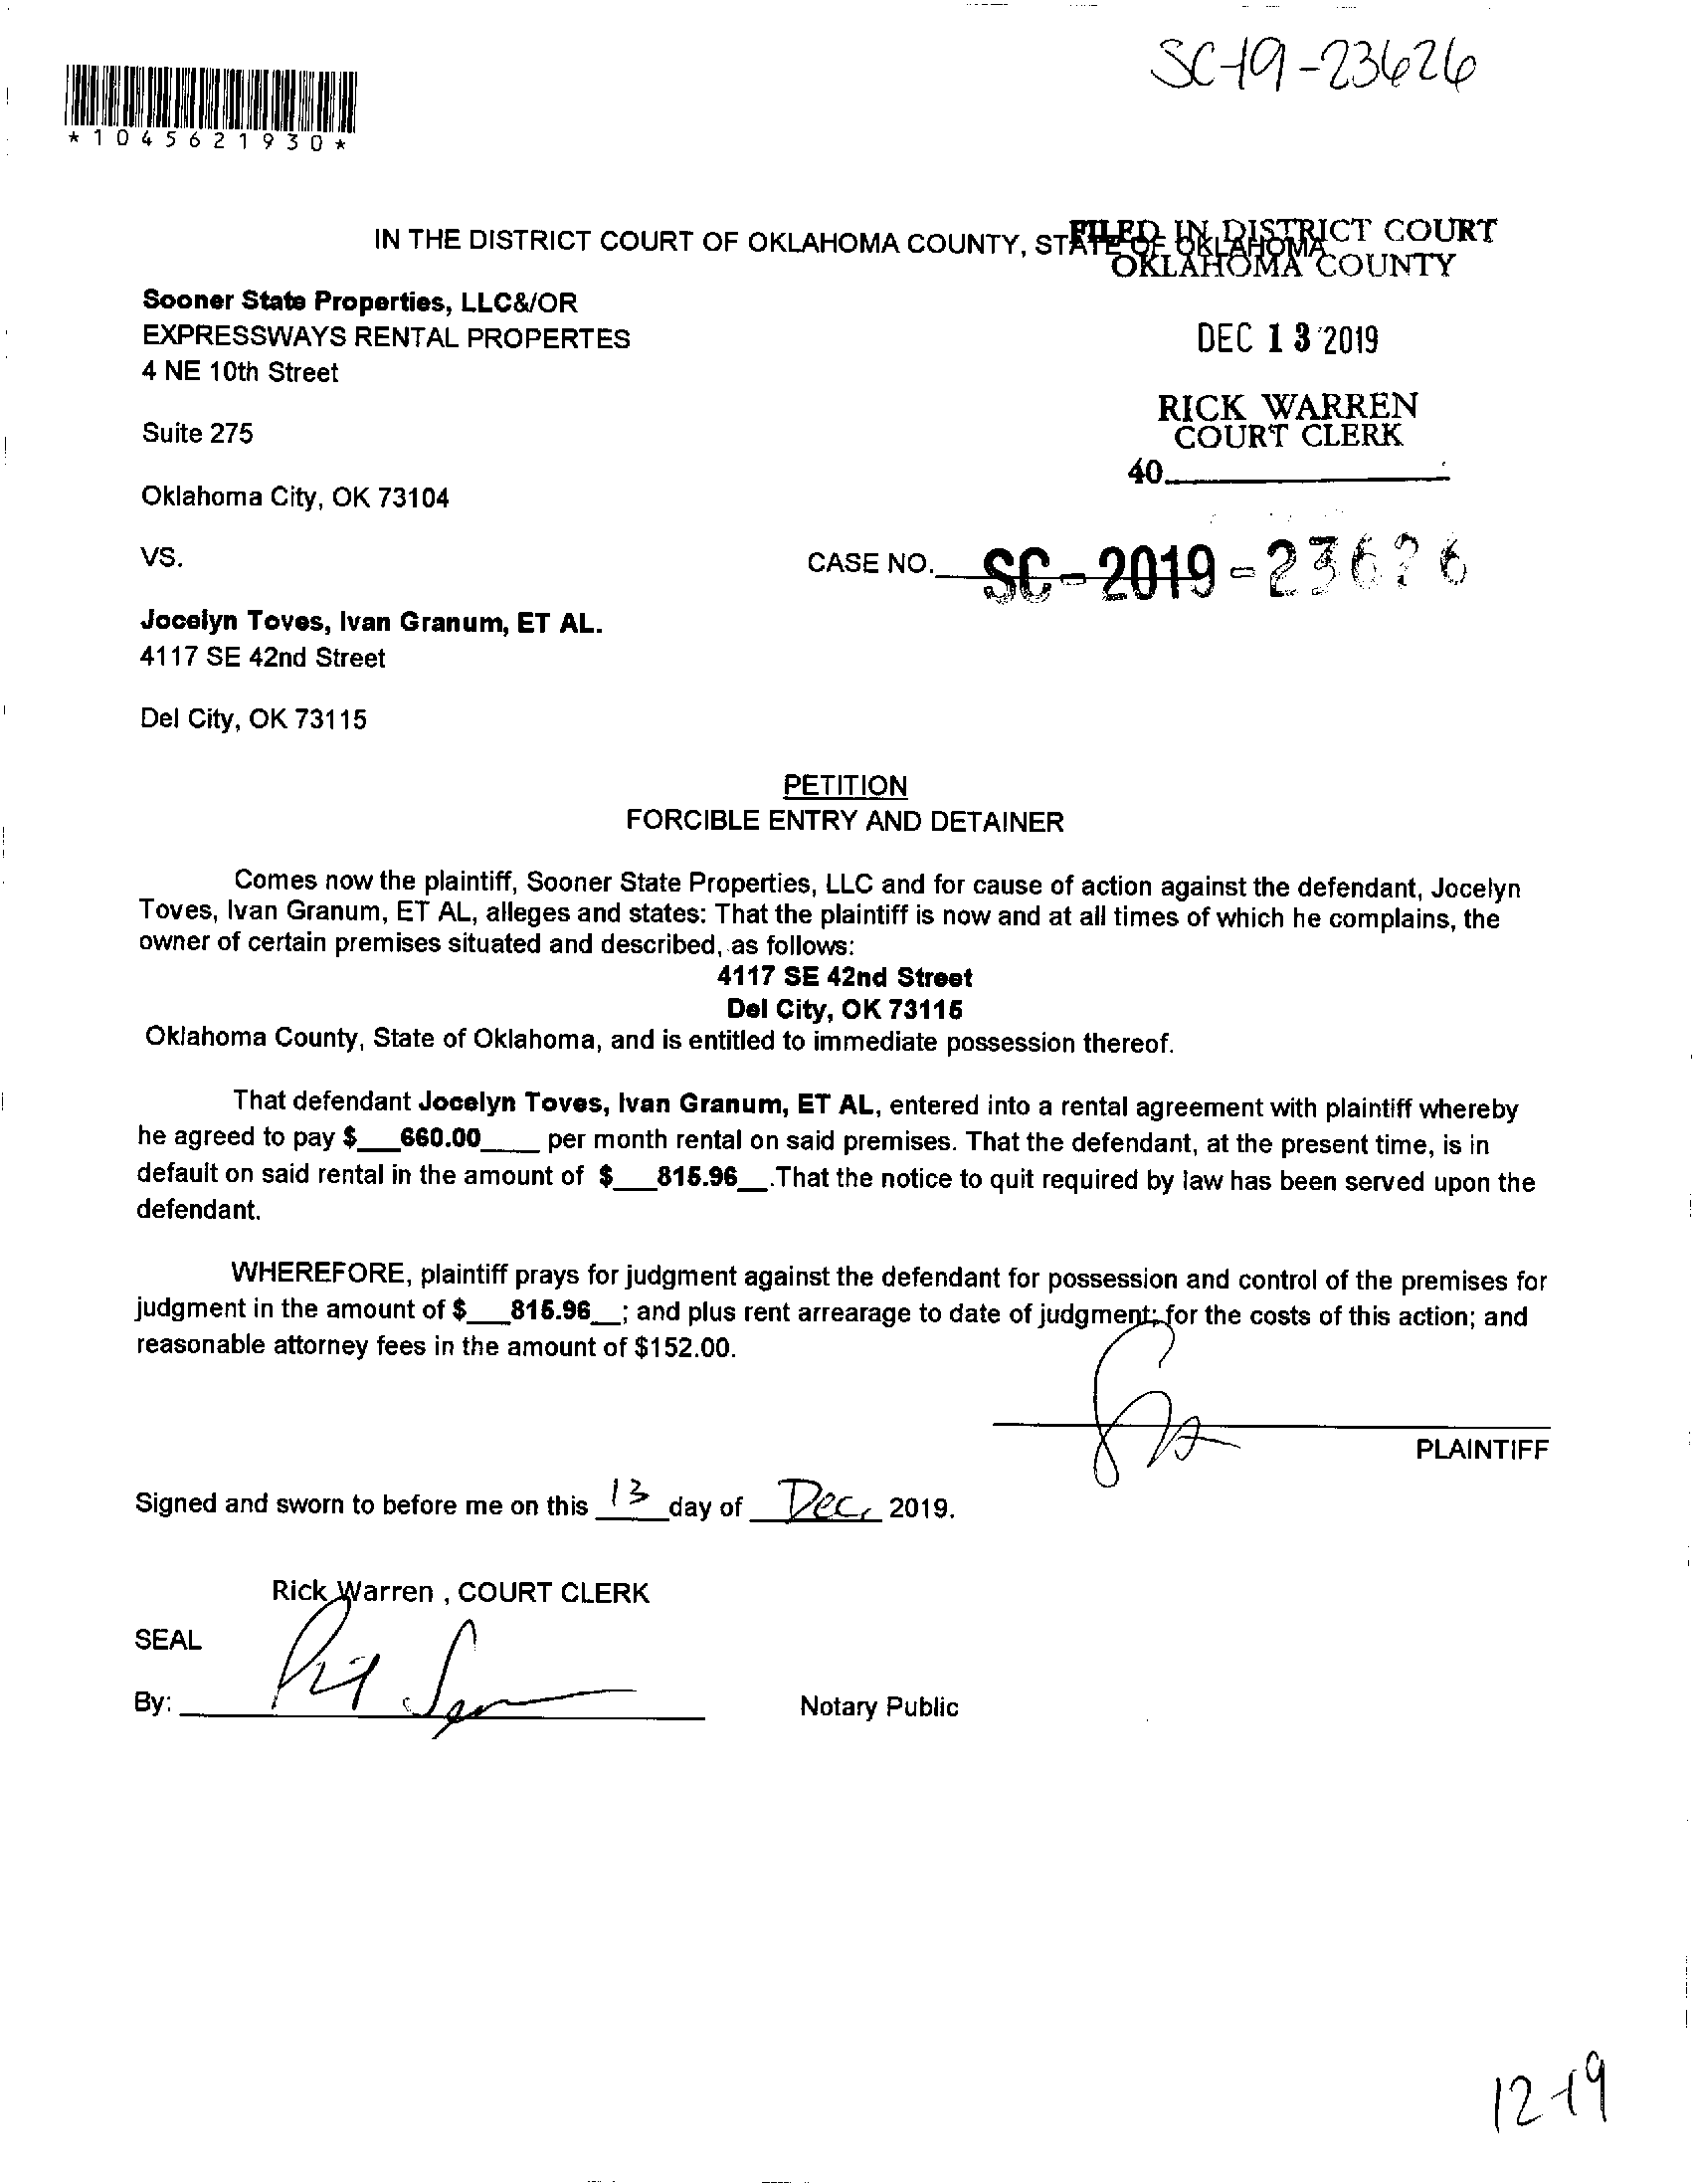 SC-19-23626
*1045621930*
IN THE DISTRICT COURT OF OKLAHOMA COUNTY, STATE OF OKLAHOMA
FILED IN DISTRICT COURT
OKLAHOMA COUNTY
Sooner State Properties, LLC&/OR
EXPRESSWAYS RENTAL PROPERTES
4 NE 10th Street
DEC 13 2019
RICK WARREN
COURT CLERK
Suite 275
40
Oklahoma City, OK 73104
VS.
CASE NO. SC-2019-23626
Jocelyn Toves, Ivan Granum, ET AL.
4117 SE 42nd Street
Del City, OK 73115
PETITION
FORCIBLE ENTRY AND DETAINER
Comes now the plaintiff, Sooner State Properties, LLC and for cause of action against the defendant, Jocelyn
Toves, Ivan Granum, ET AL, alleges and states: That the plaintiff is now and at all times of which he complains, the
owner of certain premises situated and described, as follows:
4117 SE 42nd Street
Del City, OK 73115
Oklahoma County, State of Oklahoma, and is entitled to immediate possession thereof.
That defendant Jocelyn Toves, Ivan Granum, ET AL, entered into a rental agreement with plaintiff whereby
he agreed to pay $___660.00____ per month rental on said premises. That the defendant, at the present time, is in
default on said rental in the amount of $___815.96__.That the notice to quit required by law has been served upon the
defendant.
WHEREFORE, plaintiff prays for judgment against the defendant for possession and control of the premises for
judgment in the amount of $___815.96__; and plus rent arrearage to date of judgment; for the costs of this action; and
reasonable attorney fees in the amount of $152.00.
PLAINTIFF
Signed and sworn to before me on this 13 day of Dec, 2019.
Rick Warren , COURT CLERK
SEAL
By:
Notary Public
12-19